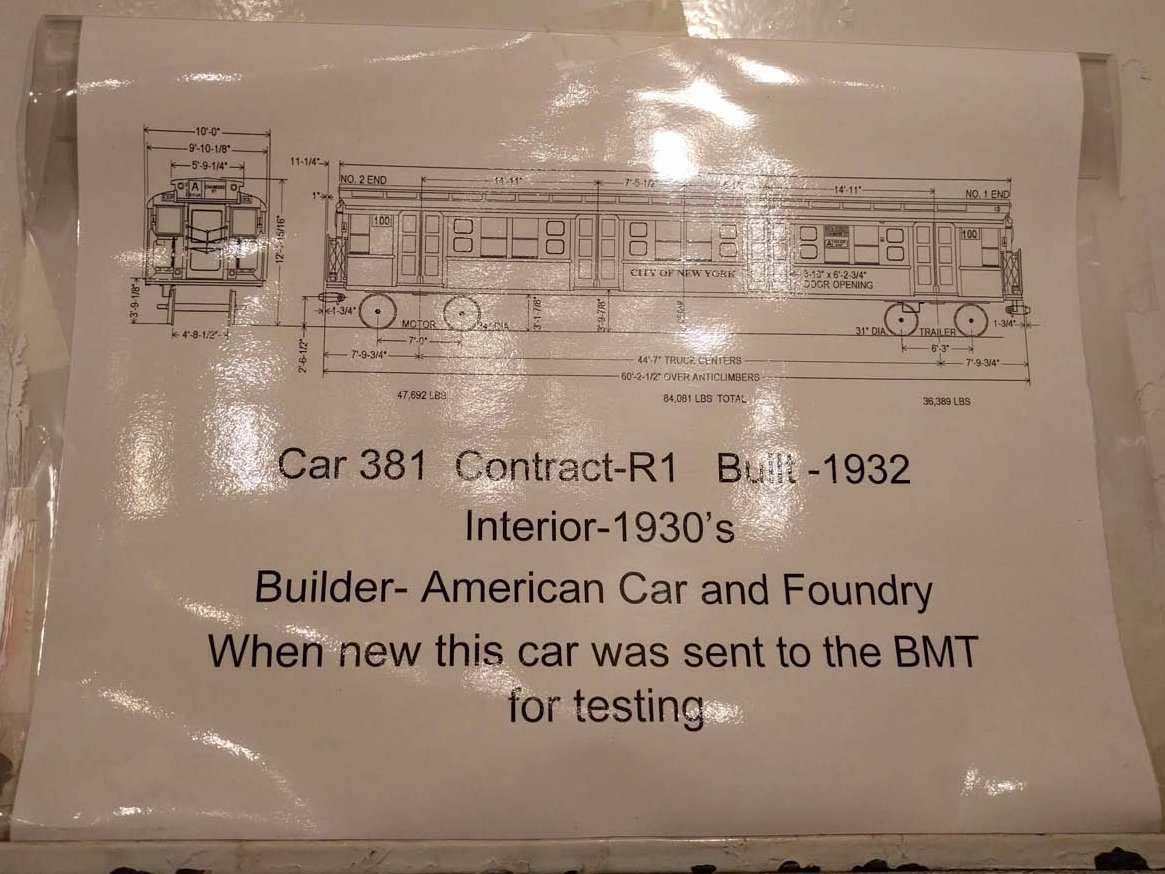 10'-0"
9'-10-1/8"
5'-9-1/4"
A
3'-9-1/8"
4'-8-1/2"
11-1/4"
1"
NO. 2 END
14'-11"
7'-5-1/2"
14'-11"
NO. 1 END
100
100
CITY OF NEW YORK
x 6'-2-3/4"
DOOR OPENING
1-3/4"
MOTOR
DIA
3'-1-7/8"
3'-9-7/8"
31" DIA
TRAILER
1-3/4"
2'-6-1/2"
7'-9-3/4"
44'-7" TRUCK CENTERS
6'-3"
7'-9-3/4"
60'-2-1/2" OVER ANTICLIMBERS
47,692 LBS
84,081 LBS TOTAL
36,389 LBS
Car 381 Contract-R1 Built -1932
Interior-1930's
Builder- American Car and Foundry
When new this car was sent to the BMT
for testing